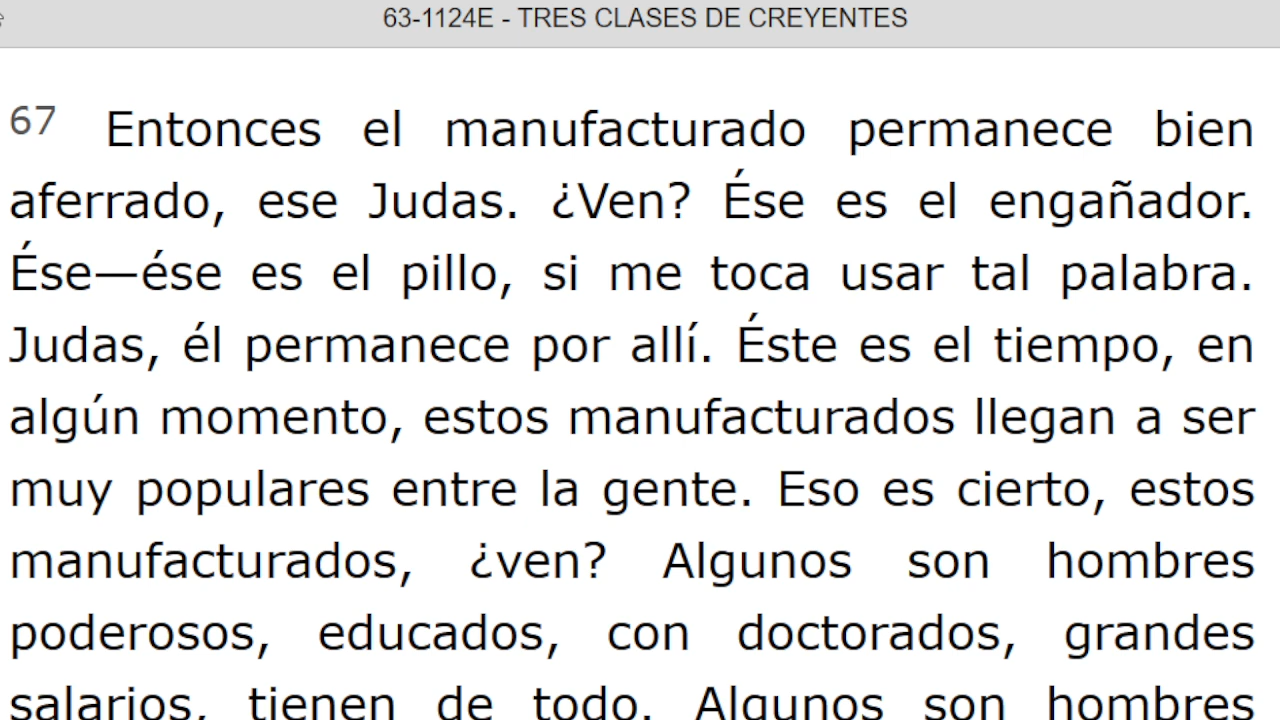 63-1124E - TRES CLASES DE CREYENTES
67 Entonces el manufacturado permanece bien
aferrado, ese Judas. ¿Ven? Ése es el engañador.
Ése—ése es el pillo, si me toca usar tal palabra.
Judas, él permanece por allí. Éste es el tiempo, en
algún momento, estos manufacturados llegan a ser
muy populares entre la gente. Eso es cierto, estos
manufacturados, ¿ven? Algunos son hombres
poderosos, educados, con doctorados, grandes
salarios, tienen de todo. Algunos son hombres